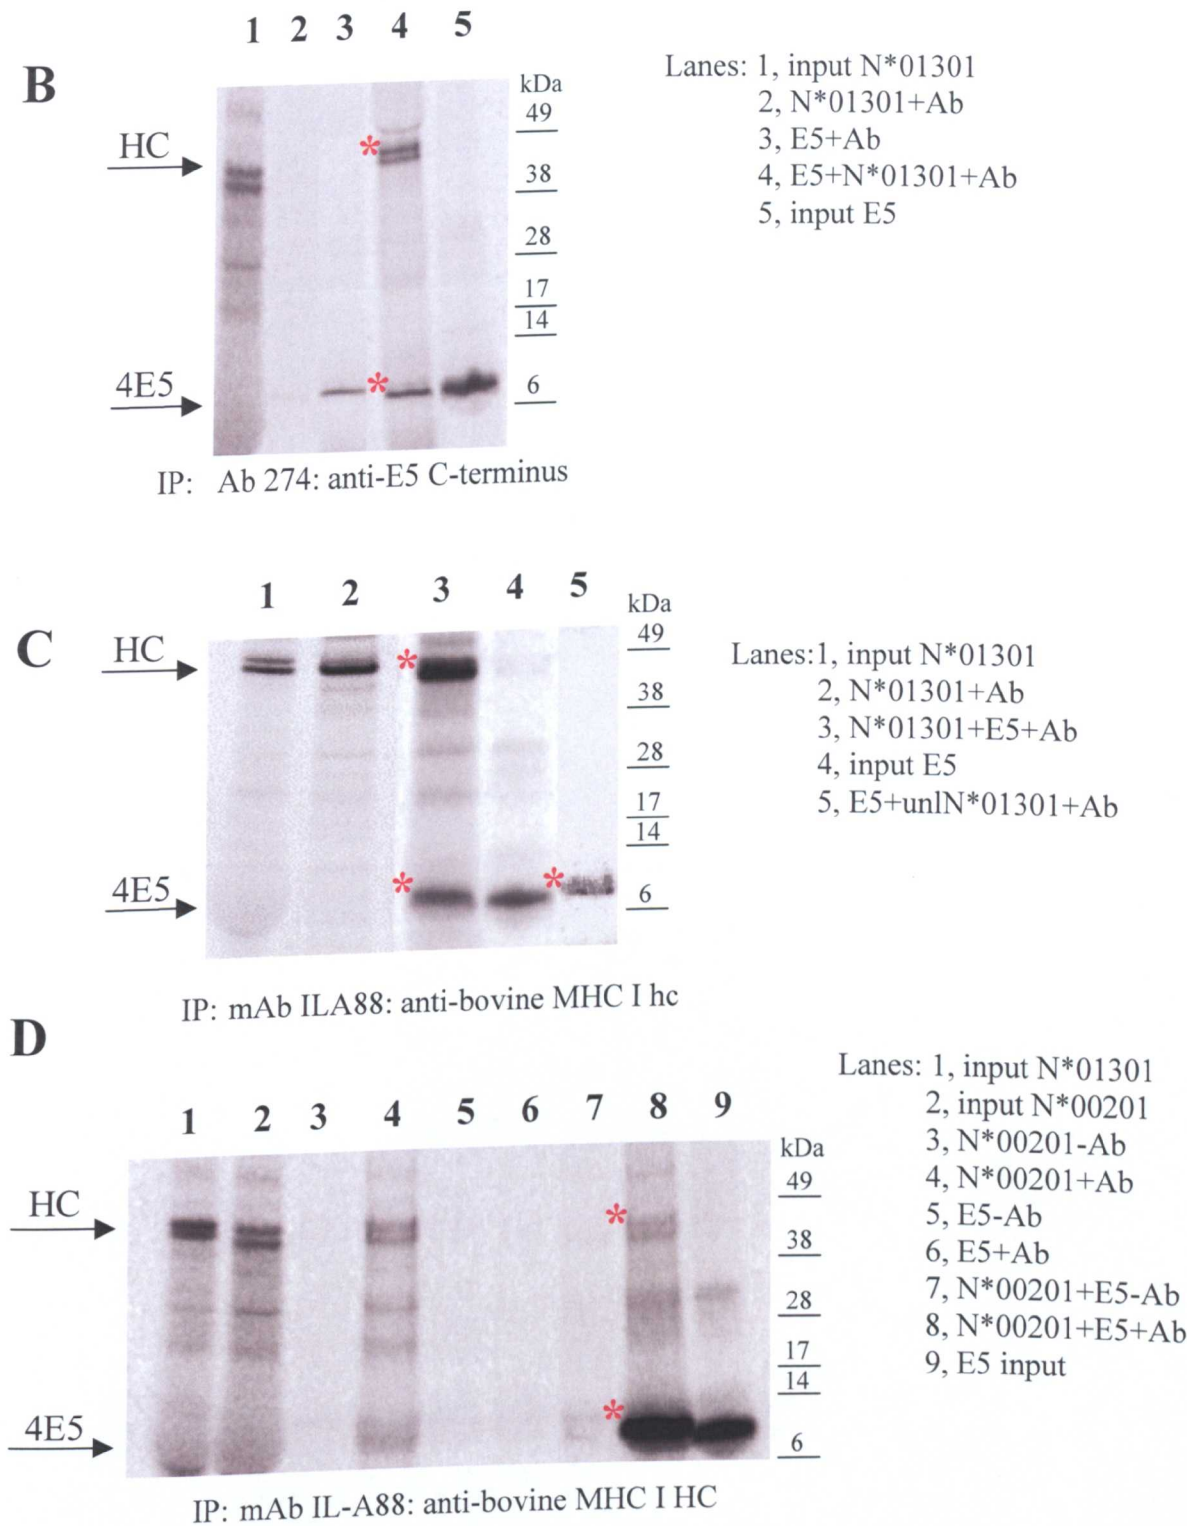 1 2 3 4 5
B
kDa
49
HC
38
28
17
14
4E5
6
Lanes: 1, input N*01301
2, N*01301+Ab
3, E5+Ab
4, E5+N*01301+Ab
5, input E5
IP: Ab 274: anti-E5 C-terminus
1 2 3 4 5
C
kDa
49
HC
38
28
17
14
4E5
6
Lanes:1, input N*01301
2, N*01301+Ab
3, N*01301+E5+Ab
4, input E5
5, E5+unlN*01301+Ab
IP: mAb ILA88: anti-bovine MHC I hc
D
1 2 3 4 5 6 7 8 9
kDa
49
HC
38
28
17
14
4E5
6
Lanes: 1, input N*01301
2, input N*00201
3, N*00201-Ab
4, N*00201+Ab
5, E5-Ab
6, E5+Ab
7, N*00201+E5-Ab
8, N*00201+E5+Ab
9, E5 input
IP: mAb IL-A88: anti-bovine MHC I HC